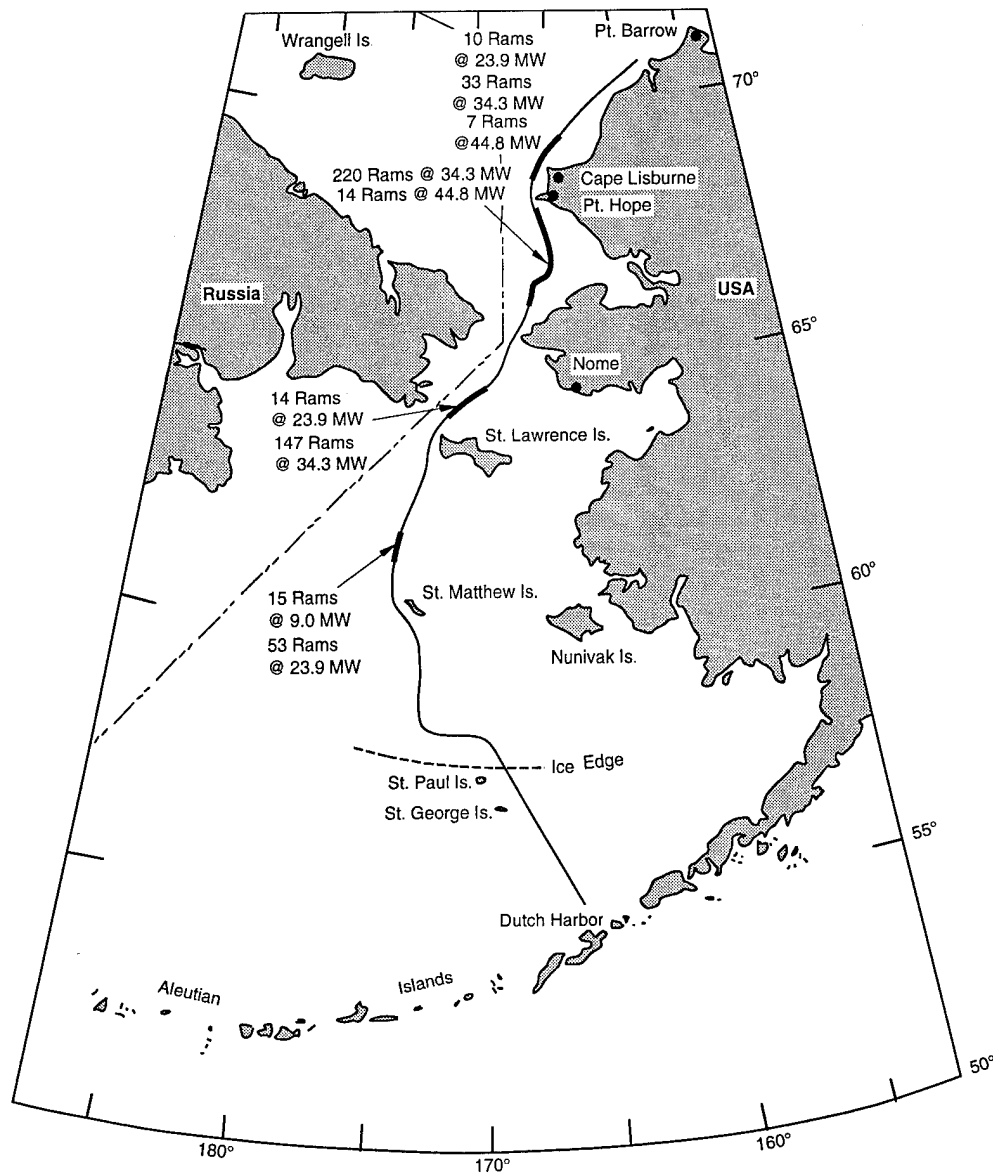 Wrangell Is.
10 Rams
@ 23.9 MW
33 Rams
@ 34.3 MW
7 Rams
@44.8 MW
Pt. Barrow
70°
220 Rams @ 34.3 MW
14 Rams @ 44.8 MW
Cape Lisburne
Pt. Hope
Russia
USA
65°
Nome
14 Rams
@ 23.9 MW
147 Rams
@ 34.3 MW
St. Lawrence Is.
60°
15 Rams
@ 9.0 MW
53 Rams
@ 23.9 MW
St. Matthew Is.
Nunivak Is.
Ice Edge
St. Paul Is.
St. George Is.
55°
Dutch Harbor
Aleutian Islands
50°
180°
170°
160°